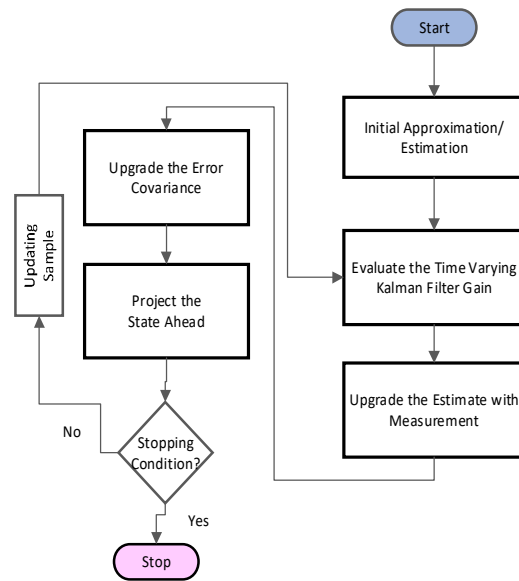 Start
Initial Approximation/
Estimation
Evaluate the Time Varying
Kalman Filter Gain
Upgrade the Estimate with
Measurement
Upgrade the Error
Covariance
Project the
State Ahead
Stopping
Condition?
No
Updating
Sample
Yes
Stop